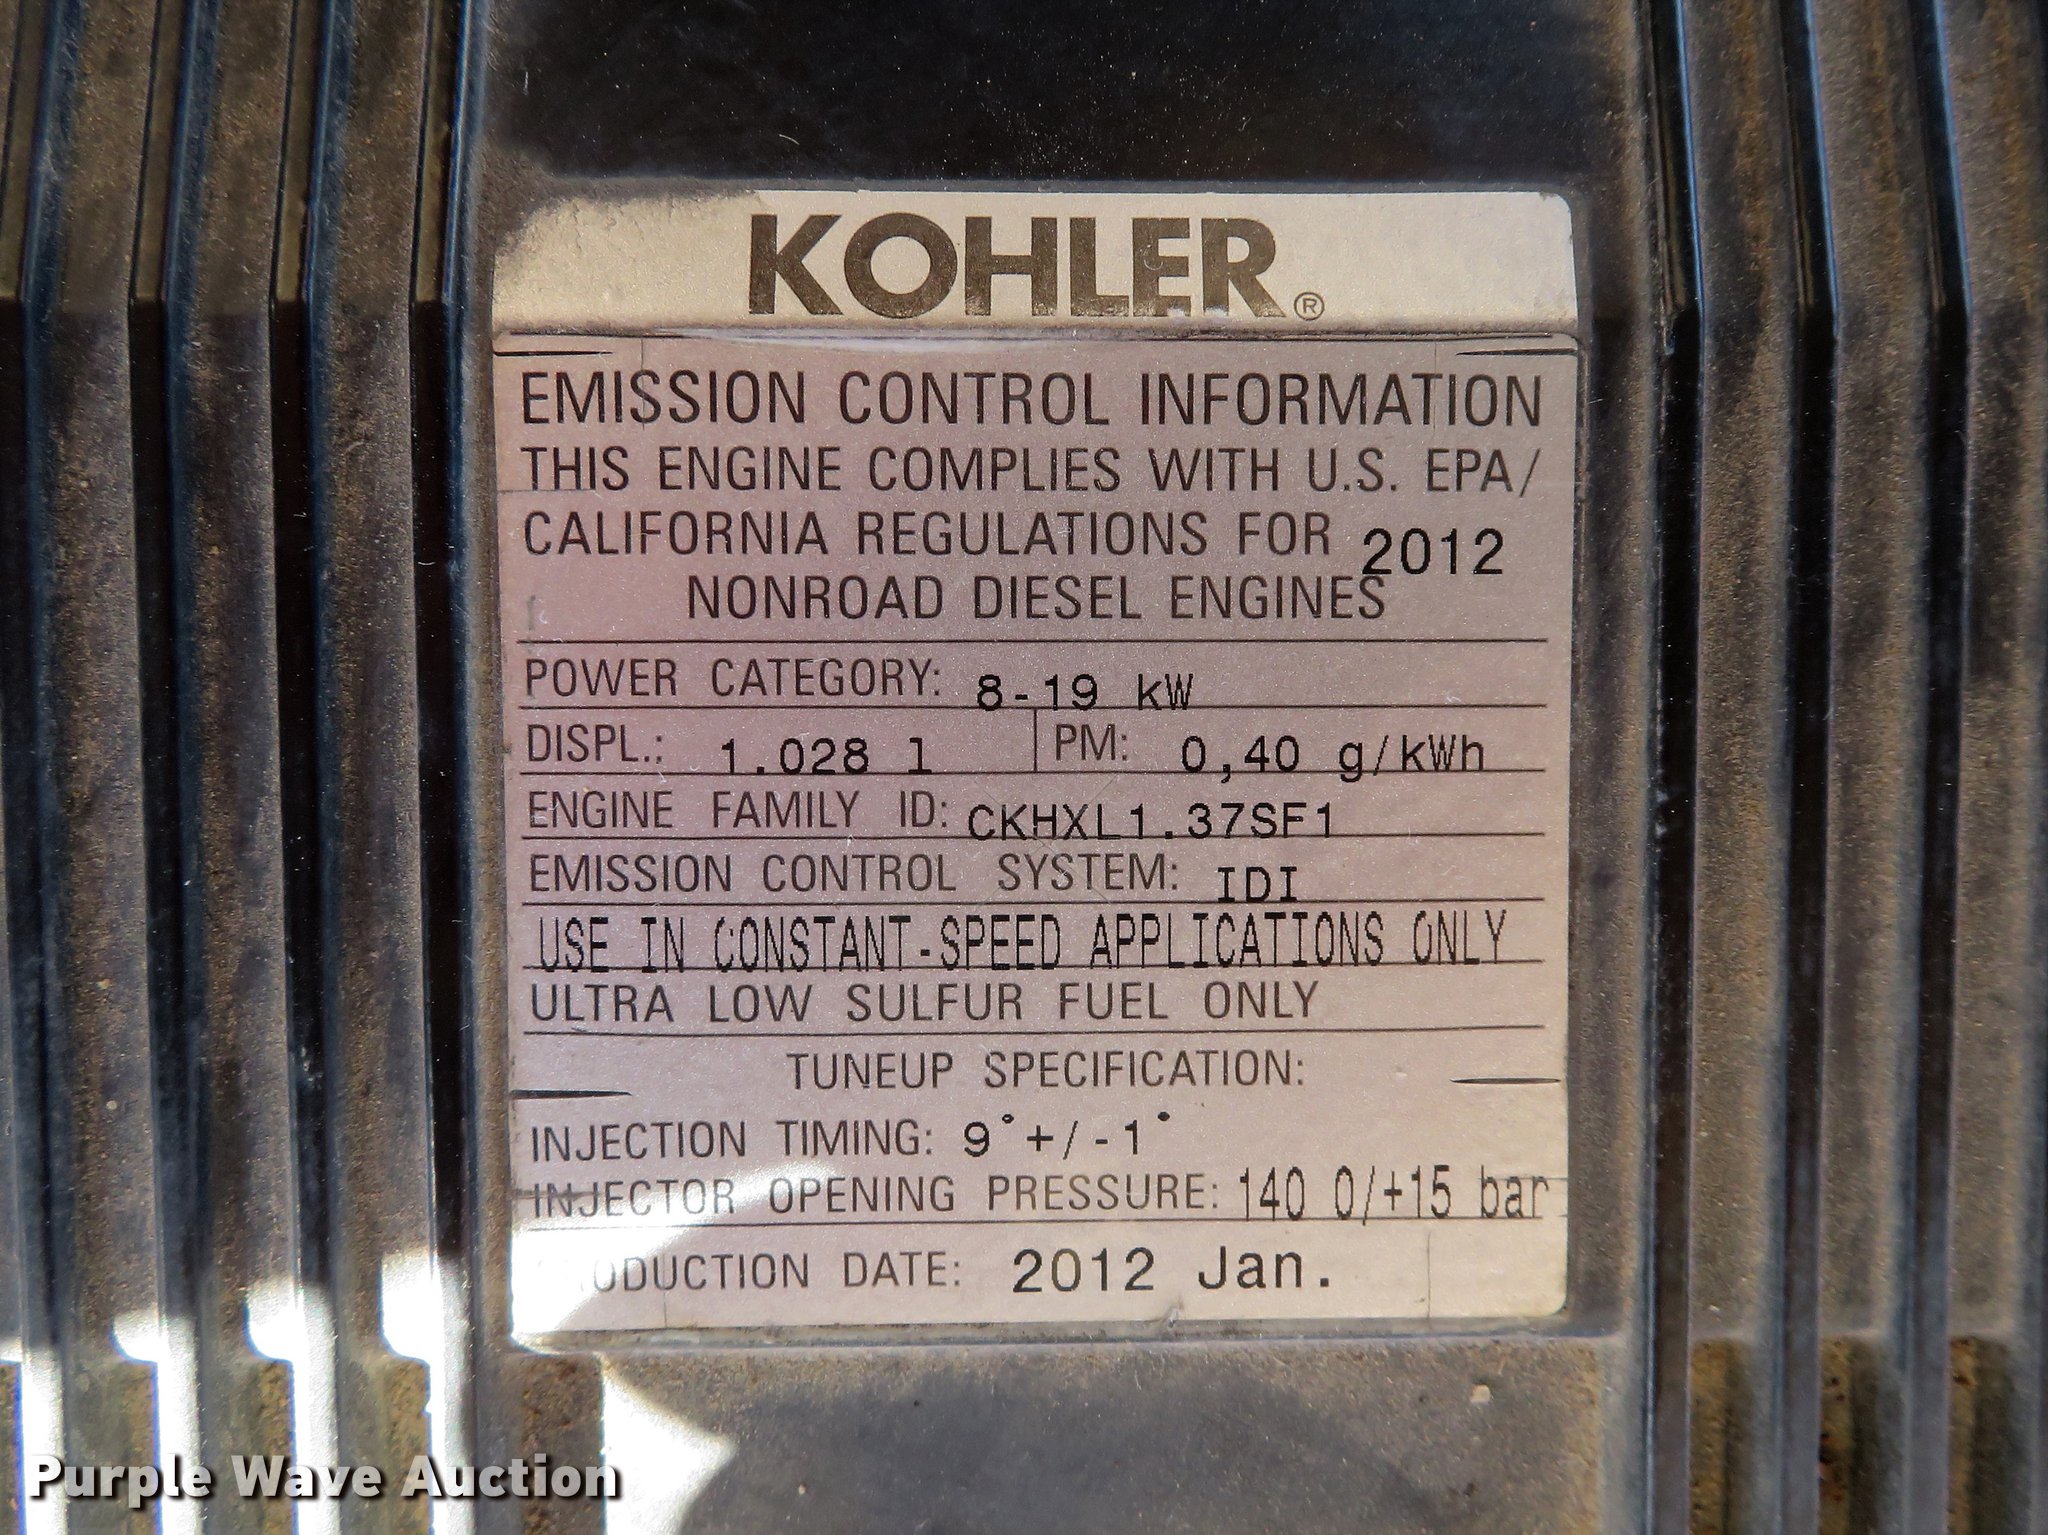 KOHLER®
EMISSION CONTROL INFORMATION
THIS ENGINE COMPLIES WITH U.S. EPA/
CALIFORNIA REGULATIONS FOR 2012
NONROAD DIESEL ENGINES
POWER CATEGORY: 8-19 kW
DISPL.: 1.028 l PM: 0,40 g/kWh
ENGINE FAMILY ID: CKHXL1.37SF1
EMISSION CONTROL SYSTEM: IDI
USE IN CONSTANT-SPEED APPLICATIONS ONLY
ULTRA LOW SULFUR FUEL ONLY
TUNEUP SPECIFICATION:
INJECTION TIMING: 9°+/-1°
INJECTOR OPENING PRESSURE: 140 0/+15 bar
PRODUCTION DATE: 2012 Jan.
Purple Wave Auction